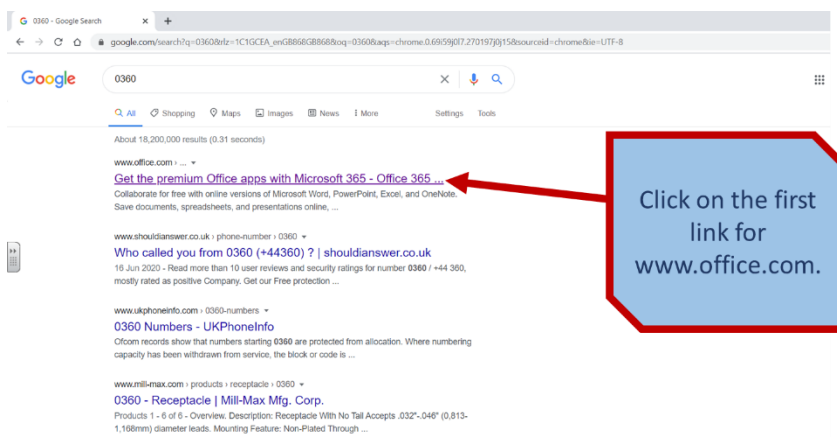 0360 - Google Search
google.com/search?q=0360&rlz=1C1GCEA_enGB868GB868&oq=0360&aqs=chrome.0.69i59j0l7.270197j0j15&sourceid=chrome&ie=UTF-8
Google
0360
All Shopping Maps Images News More Settings Tools
About 18,200,000 results (0.31 seconds)
www.office.com › ...
Get the premium Office apps with Microsoft 365 - Office 365 ...
Collaborate for free with online versions of Microsoft Word, PowerPoint, Excel, and OneNote.
Save documents, spreadsheets, and presentations online, ...
www.shouldianswer.co.uk › phone-number › 0360
Who called you from 0360 (+44360) ? | shouldianswer.co.uk
16 Jun 2020 - Read more than 10 user reviews and security ratings for number 0360 / +44 360,
mostly rated as positive Company. Get our Free protection ...
www.ukphoneinfo.com › 0360-numbers
0360 Numbers - UKPhoneInfo
Ofcom records show that numbers starting 0360 are protected from allocation. Where numbering
capacity has been withdrawn from service, the block or code is ...
www.mill-max.com › products › receptacle › 0360
0360 - Receptacle | Mill-Max Mfg. Corp.
Products 1 - 6 of 6 - Overview. Description: Receptacle With No Tail Accepts .032"-.046" (0,813-
1,168mm) diameter leads. Mounting Feature: Non-Plated Through ...
Click on the first
link for
www.office.com.